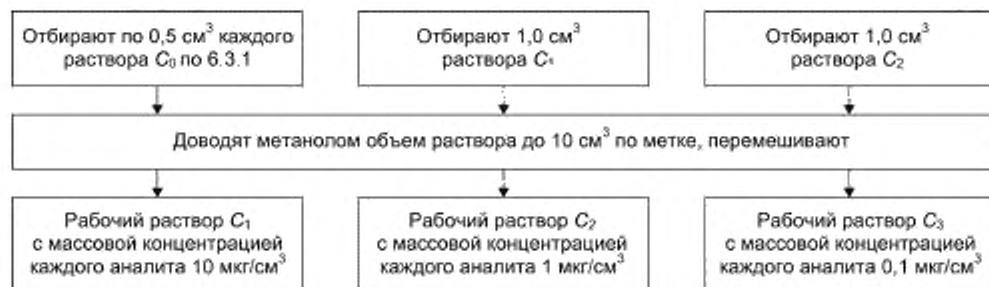 Отбирают по 0,5 см³ каждого
раствора C₀ по 6.3.1
Отбирают 1,0 см³
раствора C₁
Отбирают 1,0 см³
раствора C₂
Доводят метанолом объем раствора до 10 см³ по метке, перемешивают
Рабочий раствор C₁
с массовой концентрацией
каждого аналита 10 мкг/см³
Рабочий раствор C₂
с массовой концентрацией
каждого аналита 1 мкг/см³
Рабочий раствор C₃
с массовой концентрацией
каждого аналита 0,1 мкг/см³